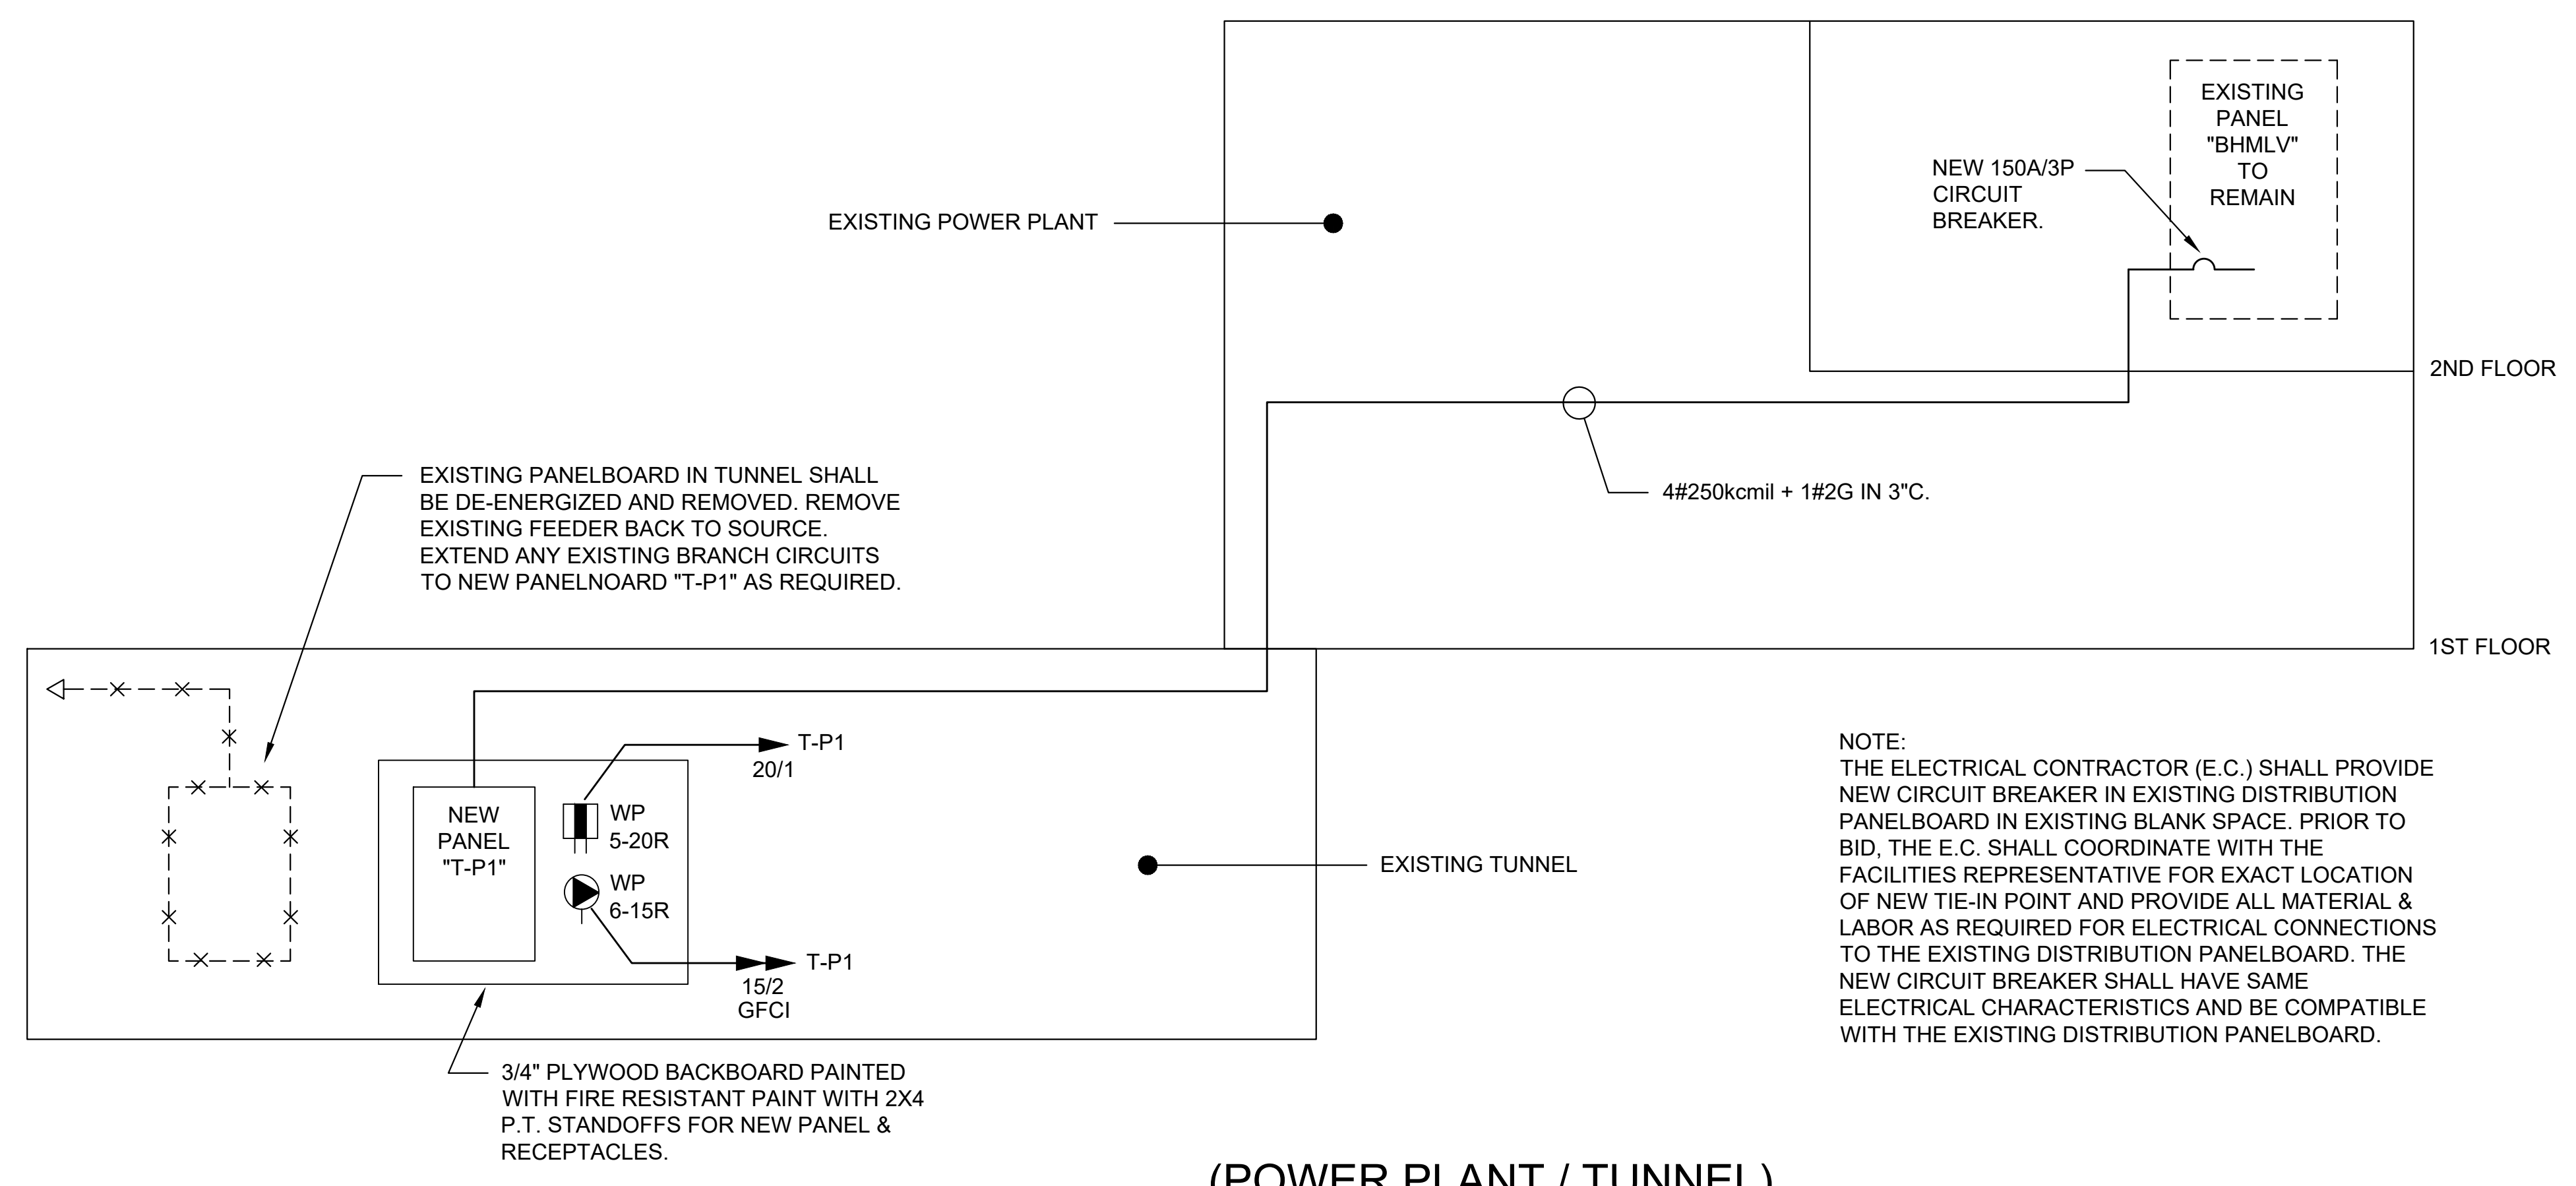 EXISTING
PANEL
"BHMLV"
TO
REMAIN
NEW 150A/3P
CIRCUIT
BREAKER.
EXISTING POWER PLANT
2ND FLOOR
4#250kcmil + 1#2G IN 3"C.
EXISTING PANELBOARD IN TUNNEL SHALL
BE DE-ENERGIZED AND REMOVED. REMOVE
EXISTING FEEDER BACK TO SOURCE.
EXTEND ANY EXISTING BRANCH CIRCUITS
TO NEW PANELNOARD "T-P1" AS REQUIRED.
1ST FLOOR
T-P1
20/1
NEW
PANEL
"T-P1"
WP
5-20R
WP
6-15R
T-P1
15/2
GFCI
EXISTING TUNNEL
3/4" PLYWOOD BACKBOARD PAINTED
WITH FIRE RESISTANT PAINT WITH 2X4
P.T. STANDOFFS FOR NEW PANEL &
RECEPTACLES.
NOTE:
THE ELECTRICAL CONTRACTOR (E.C.) SHALL PROVIDE
NEW CIRCUIT BREAKER IN EXISTING DISTRIBUTION
PANELBOARD IN EXISTING BLANK SPACE. PRIOR TO
BID, THE E.C. SHALL COORDINATE WITH THE
FACILITIES REPRESENTATIVE FOR EXACT LOCATION
OF NEW TIE-IN POINT AND PROVIDE ALL MATERIAL &
LABOR AS REQUIRED FOR ELECTRICAL CONNECTIONS
TO THE EXISTING DISTRIBUTION PANELBOARD. THE
NEW CIRCUIT BREAKER SHALL HAVE SAME
ELECTRICAL CHARACTERISTICS AND BE COMPATIBLE
WITH THE EXISTING DISTRIBUTION PANELBOARD.
(POWER PLANT / TUNNEL)